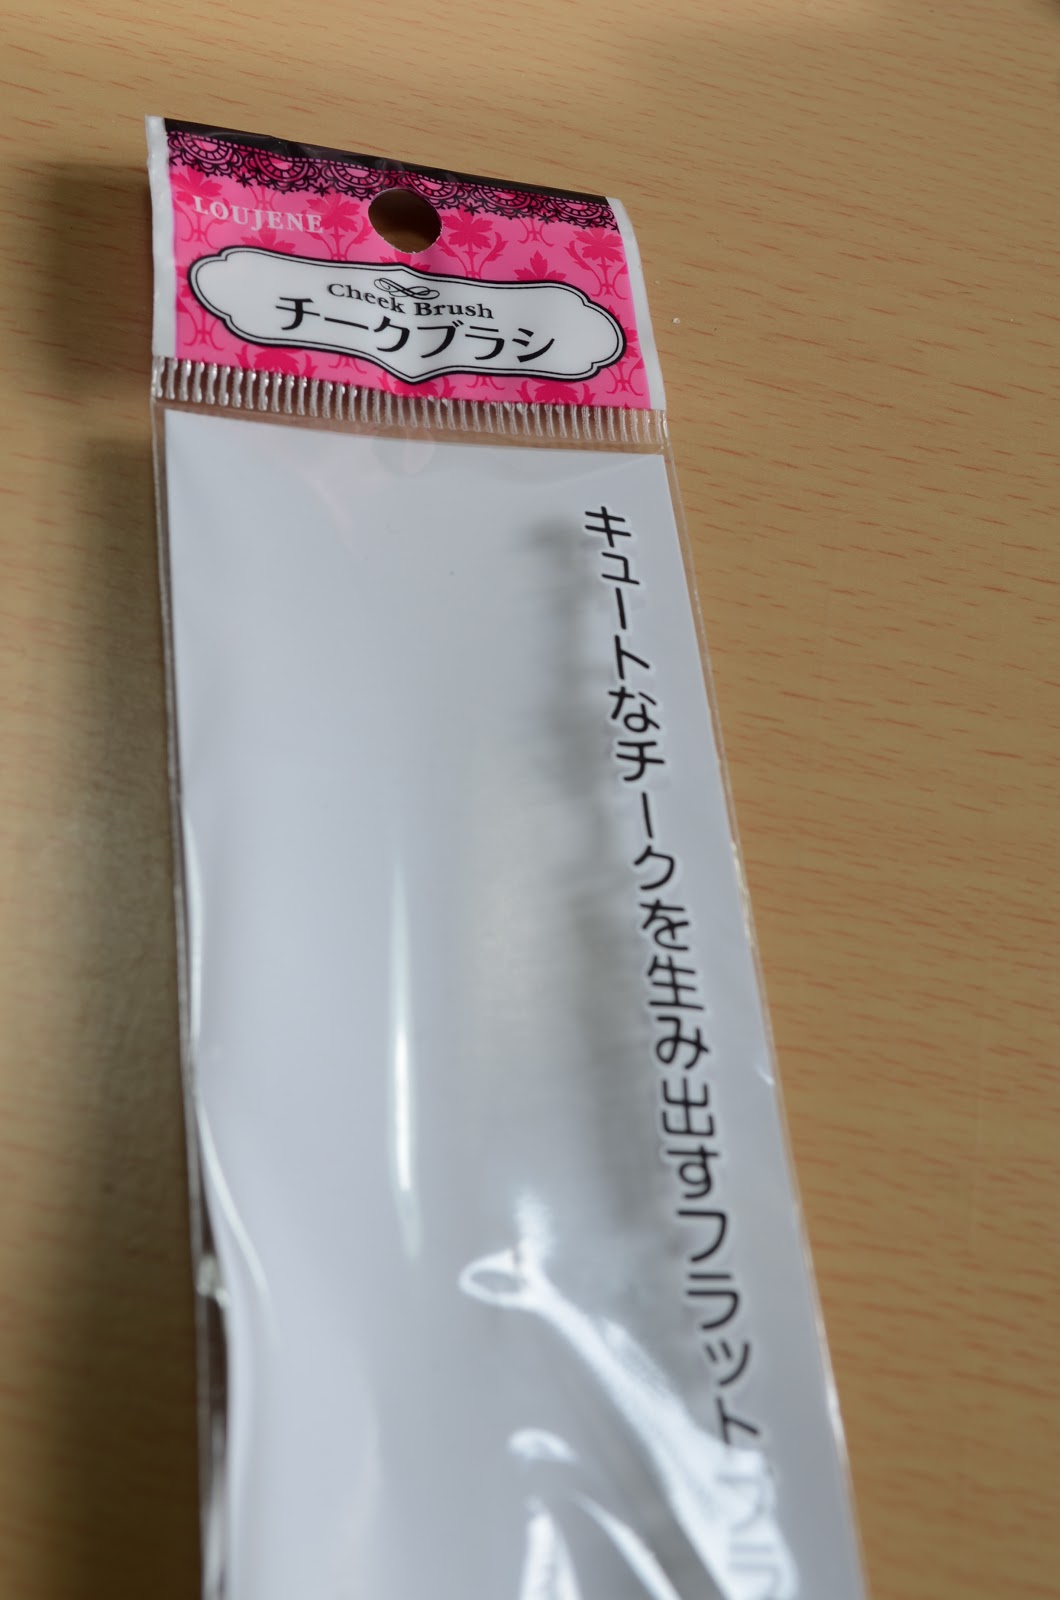 LOUJENE
Cheek Brush
チークブラシ
キュートなチークを生み出すフラット